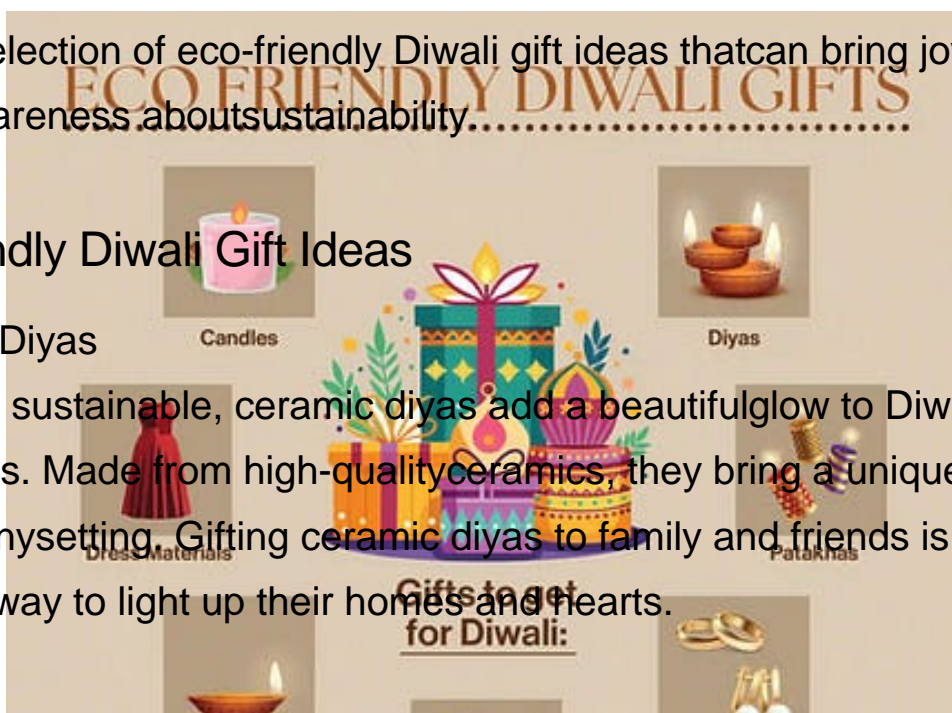 election of eco-friendly Diwali gift ideas thatcan bring jo
ECO FRIENDLY DIWALI GIFTS
areness aboutsustainability.
ndly Diwali Gift Ideas
Candles
Diyas
Diyas
sustainable, ceramic diyas add a beautifulglow to Diw
s. Made from high-qualityceramics, they bring a unique
nysetting. Gifting ceramic diyas to family and friends is
Dress Materials
Patakhas
way to light up their homes and hearts.
Gifts to get
for Diwali: